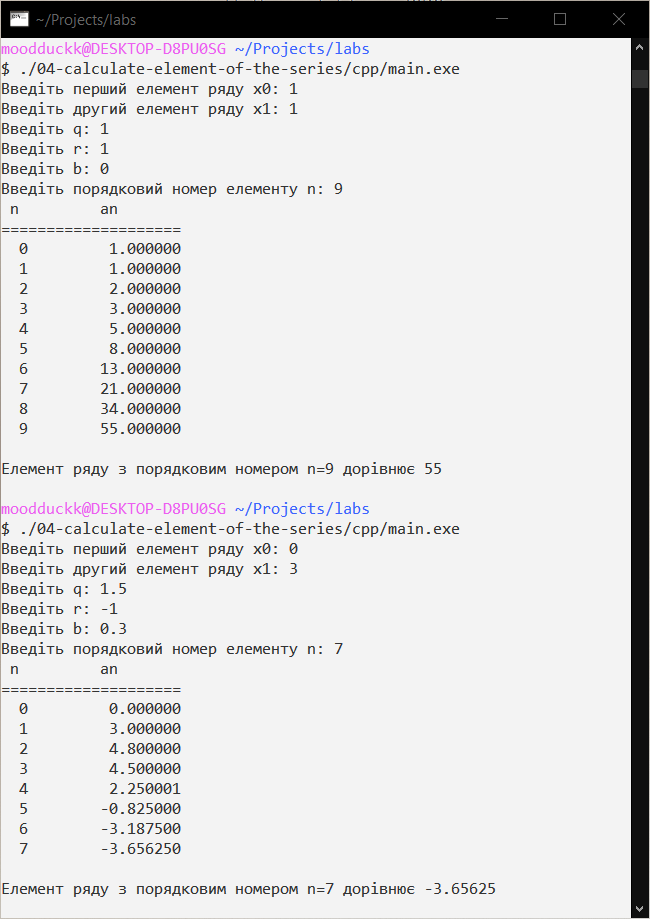 ~/Projects/labs
moodduckk@DESKTOP-D8PU0SG ~/Projects/labs
$ ./04-calculate-element-of-the-series/cpp/main.exe
Введіть перший елемент ряду x0: 1
Введіть другий елемент ряду x1: 1
Введіть q: 1
Введіть r: 1
Введіть b: 0
Введіть порядковий номер елементу n: 9
n an
====================
0 1.000000
1 1.000000
2 2.000000
3 3.000000
4 5.000000
5 8.000000
6 13.000000
7 21.000000
8 34.000000
9 55.000000
Елемент ряду з порядковим номером n=9 дорівнює 55
moodduckk@DESKTOP-D8PU0SG ~/Projects/labs
$ ./04-calculate-element-of-the-series/cpp/main.exe
Введіть перший елемент ряду x0: 0
Введіть другий елемент ряду x1: 3
Введіть q: 1.5
Введіть r: -1
Введіть b: 0.3
Введіть порядковий номер елементу n: 7
n an
====================
0 0.000000
1 3.000000
2 4.800000
3 4.500000
4 2.250001
5 -0.825000
6 -3.187500
7 -3.656250
Елемент ряду з порядковим номером n=7 дорівнює -3.65625